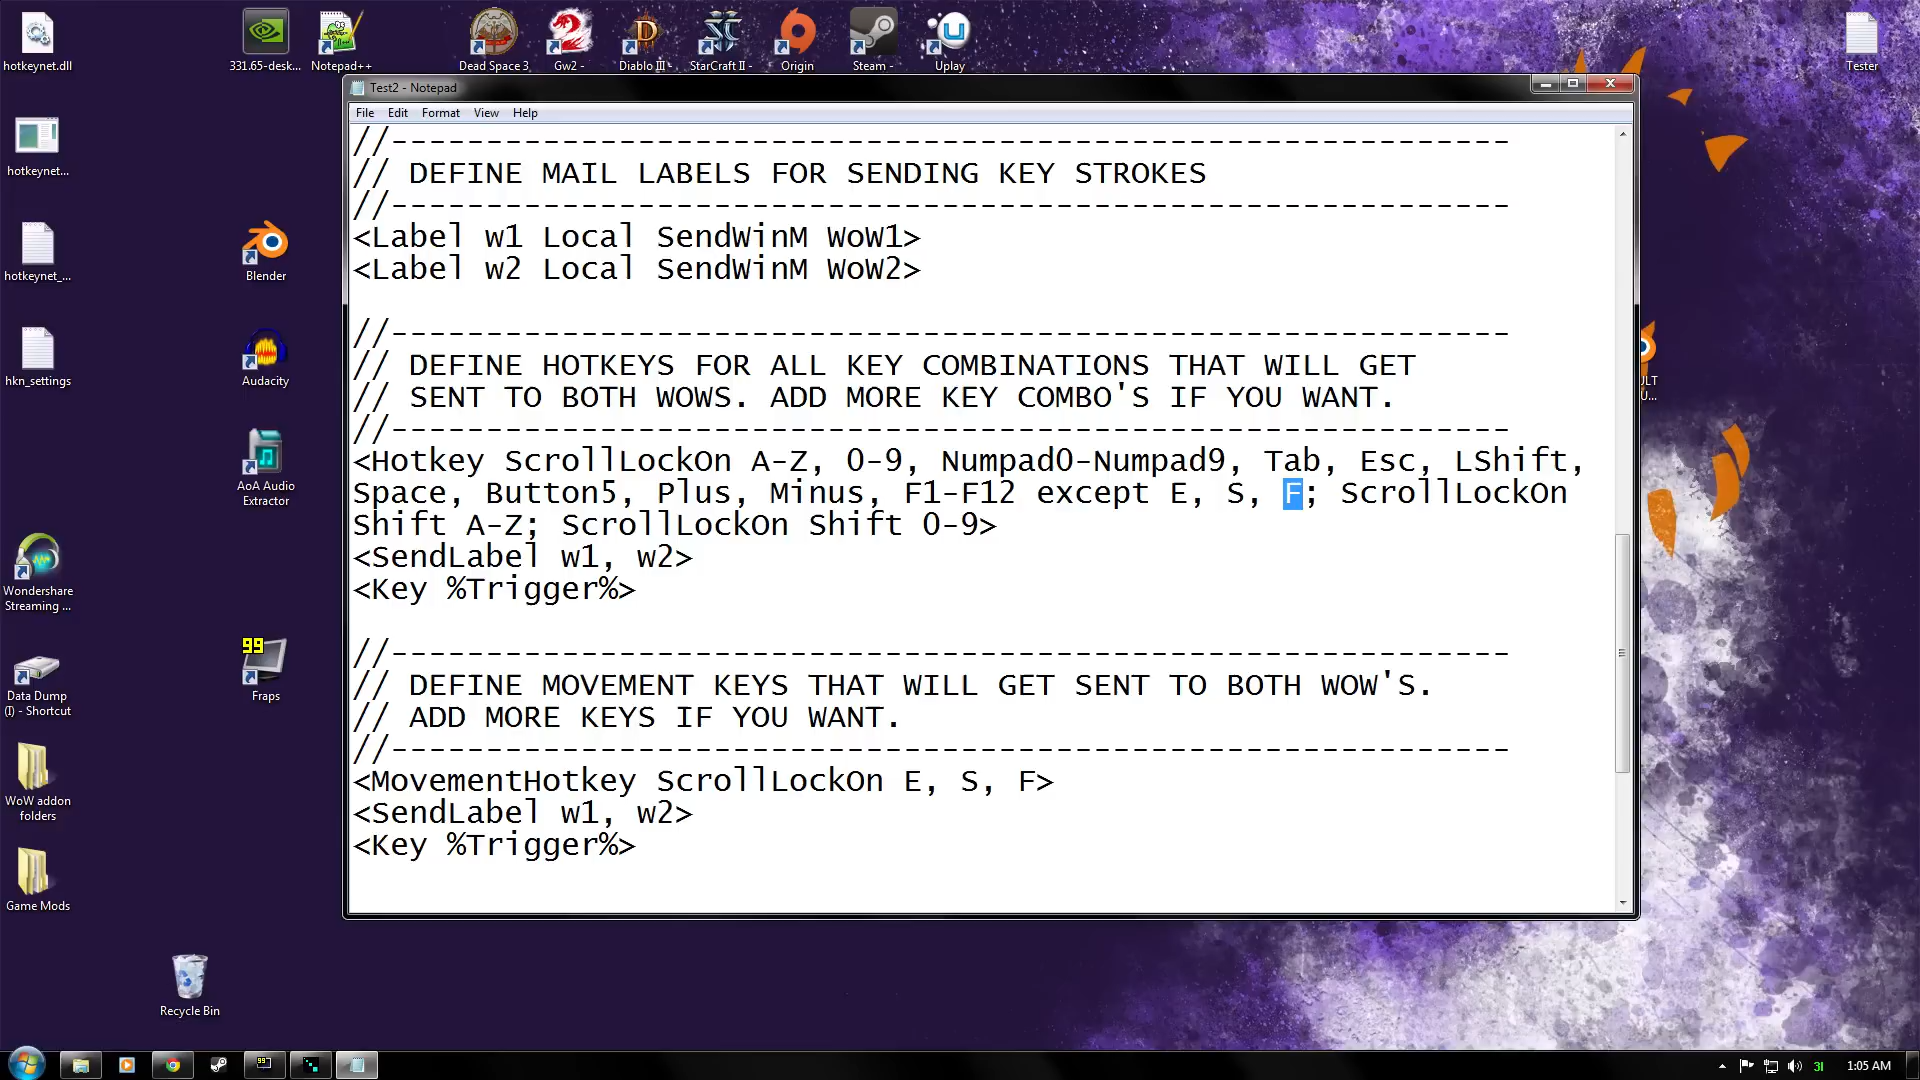 hotkeynet.dll
331.65-desk...
Notepad++
Dead Space 3
Gw2 -
Diablo III -
StarCraft II -
Origin
Steam -
Uplay
Tester
Test2 - Notepad
File Edit Format View Help
//-----------------------------------------------------------
// DEFINE MAIL LABELS FOR SENDING KEY STROKES
//-----------------------------------------------------------
<Label w1 Local SendWinM WoW1>
<Label w2 Local SendWinM WoW2>
//-----------------------------------------------------------
// DEFINE HOTKEYS FOR ALL KEY COMBINATIONS THAT WILL GET
// SENT TO BOTH WOWS. ADD MORE KEY COMBO'S IF YOU WANT.
//-----------------------------------------------------------
<Hotkey ScrollLockOn A-Z, 0-9, Numpad0-Numpad9, Tab, Esc, LShift,
Space, Button5, Plus, Minus, F1-F12 except E, S, F; ScrollLockOn
Shift A-Z; ScrollLockOn Shift 0-9>
<SendLabel w1, w2>
<Key %Trigger%>
//-----------------------------------------------------------
// DEFINE MOVEMENT KEYS THAT WILL GET SENT TO BOTH WOW'S.
// ADD MORE KEYS IF YOU WANT.
//-----------------------------------------------------------
<MovementHotkey ScrollLockOn E, S, F>
<SendLabel w1, w2>
<Key %Trigger%>
hotkeynet...
hotkeynet_...
Blender
hkn_settings
Audacity
AoA Audio
Extractor
Wondershare
Streaming ...
99
Fraps
Data Dump
(I) - Shortcut
WoW addon
folders
Game Mods
Recycle Bin
99
31
1:05 AM